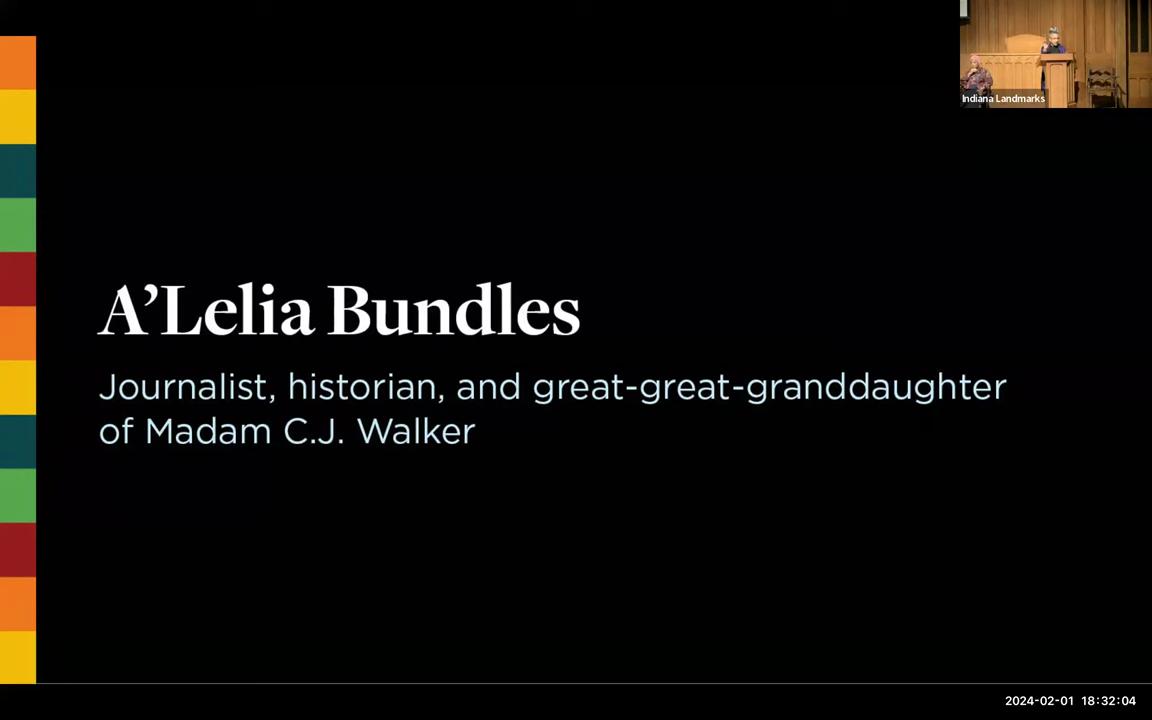 Indiana Landmarks
A’Lelia Bundles
Journalist, historian, and great-great-granddaughter
of Madam C.J. Walker
2024-02-01 18:32:04